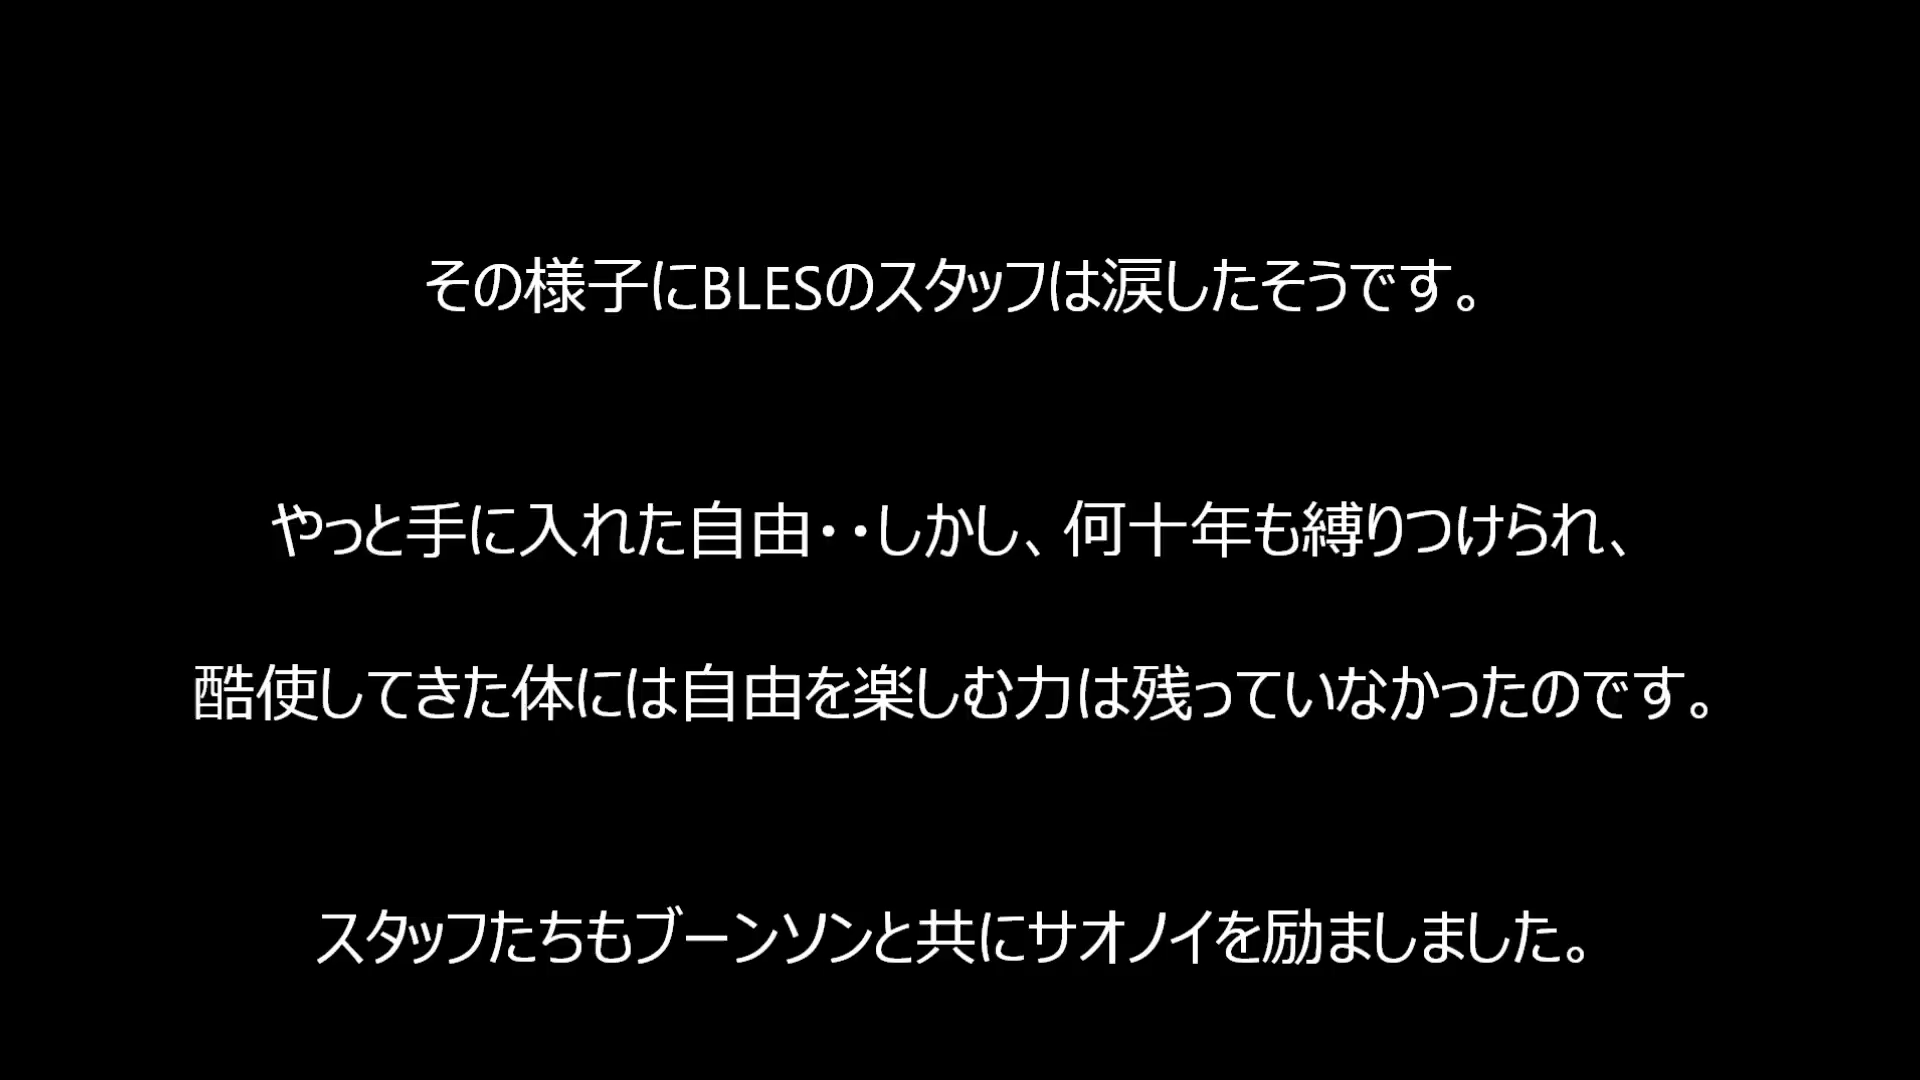 その様子にBLESのスタッフは涙したそうです。
やっと手に入れた自由・・しかし、何十年も縛りつけられ、
酷使してきた体には自由を楽しむ力は残っていなかったのです。
スタッフたちもブーンソンと共にサオノイを励ましました。